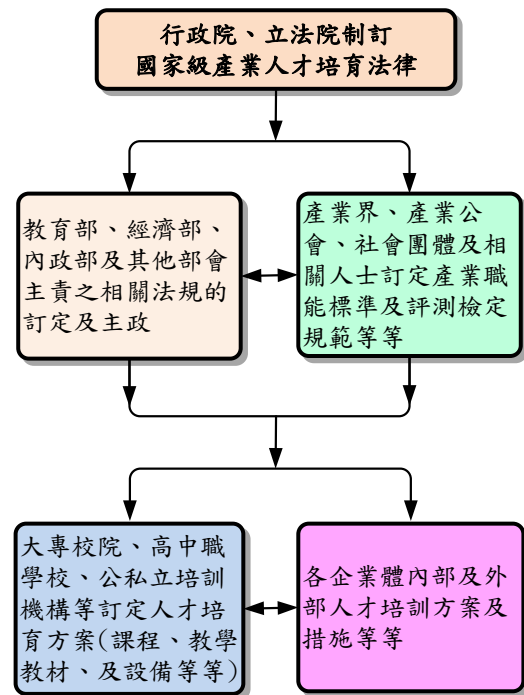 行政院、立法院制訂
國家級產業人才培育法律
教育部、經濟部、
內政部及其他部會
主責之相關法規的
訂定及主政
產業界、產業公
會、社會團體及相
關人士訂定產業職
能標準及評測檢定
規範等等
大專校院、高中職
學校、公私立培訓
機構等訂定人才培
育方案(課程、教學
教材、及設備等等)
各企業體內部及外
部人才培訓方案及
措施等等